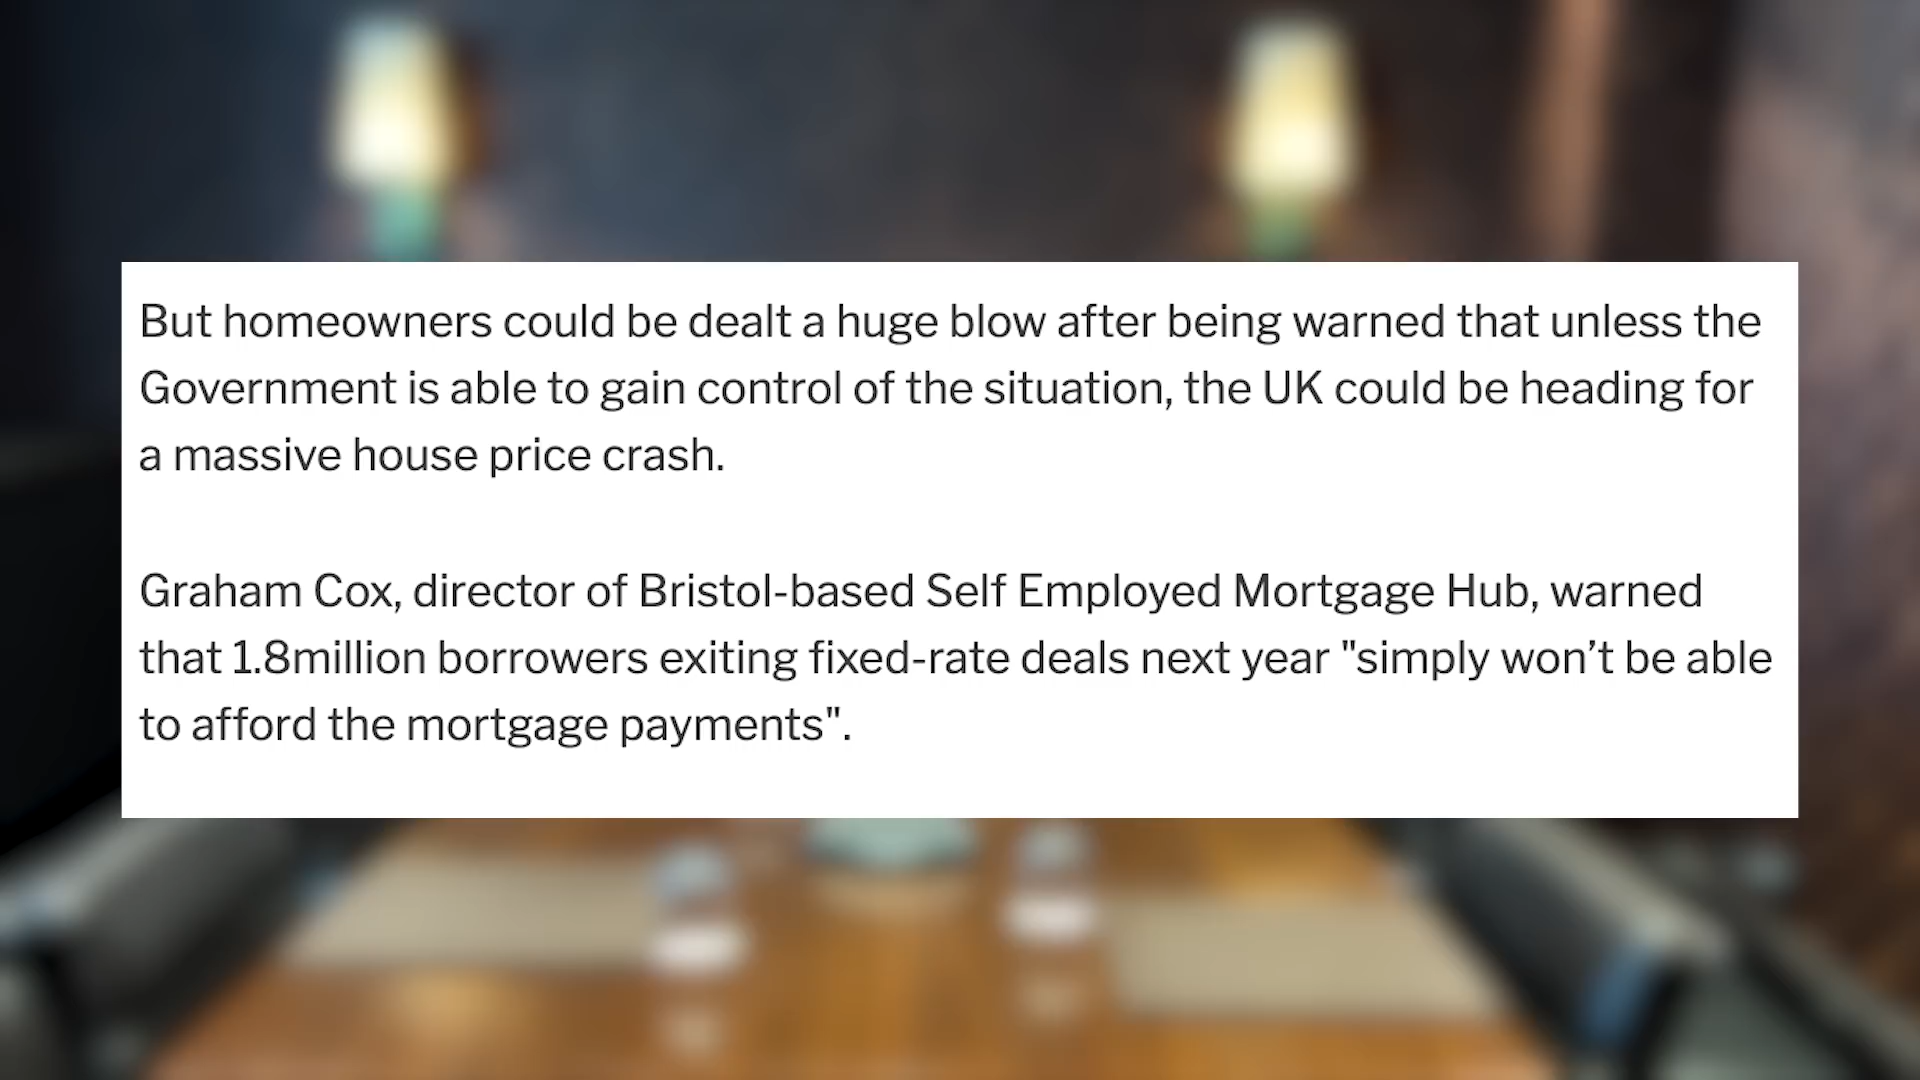 But homeowners could be dealt a huge blow after being warned that unless the
Government is able to gain control of the situation, the UK could be heading for
a massive house price crash.
Graham Cox, director of Bristol-based Self Employed Mortgage Hub, warned
that 1.8million borrowers exiting fixed-rate deals next year "simply won’t be able
to afford the mortgage payments".